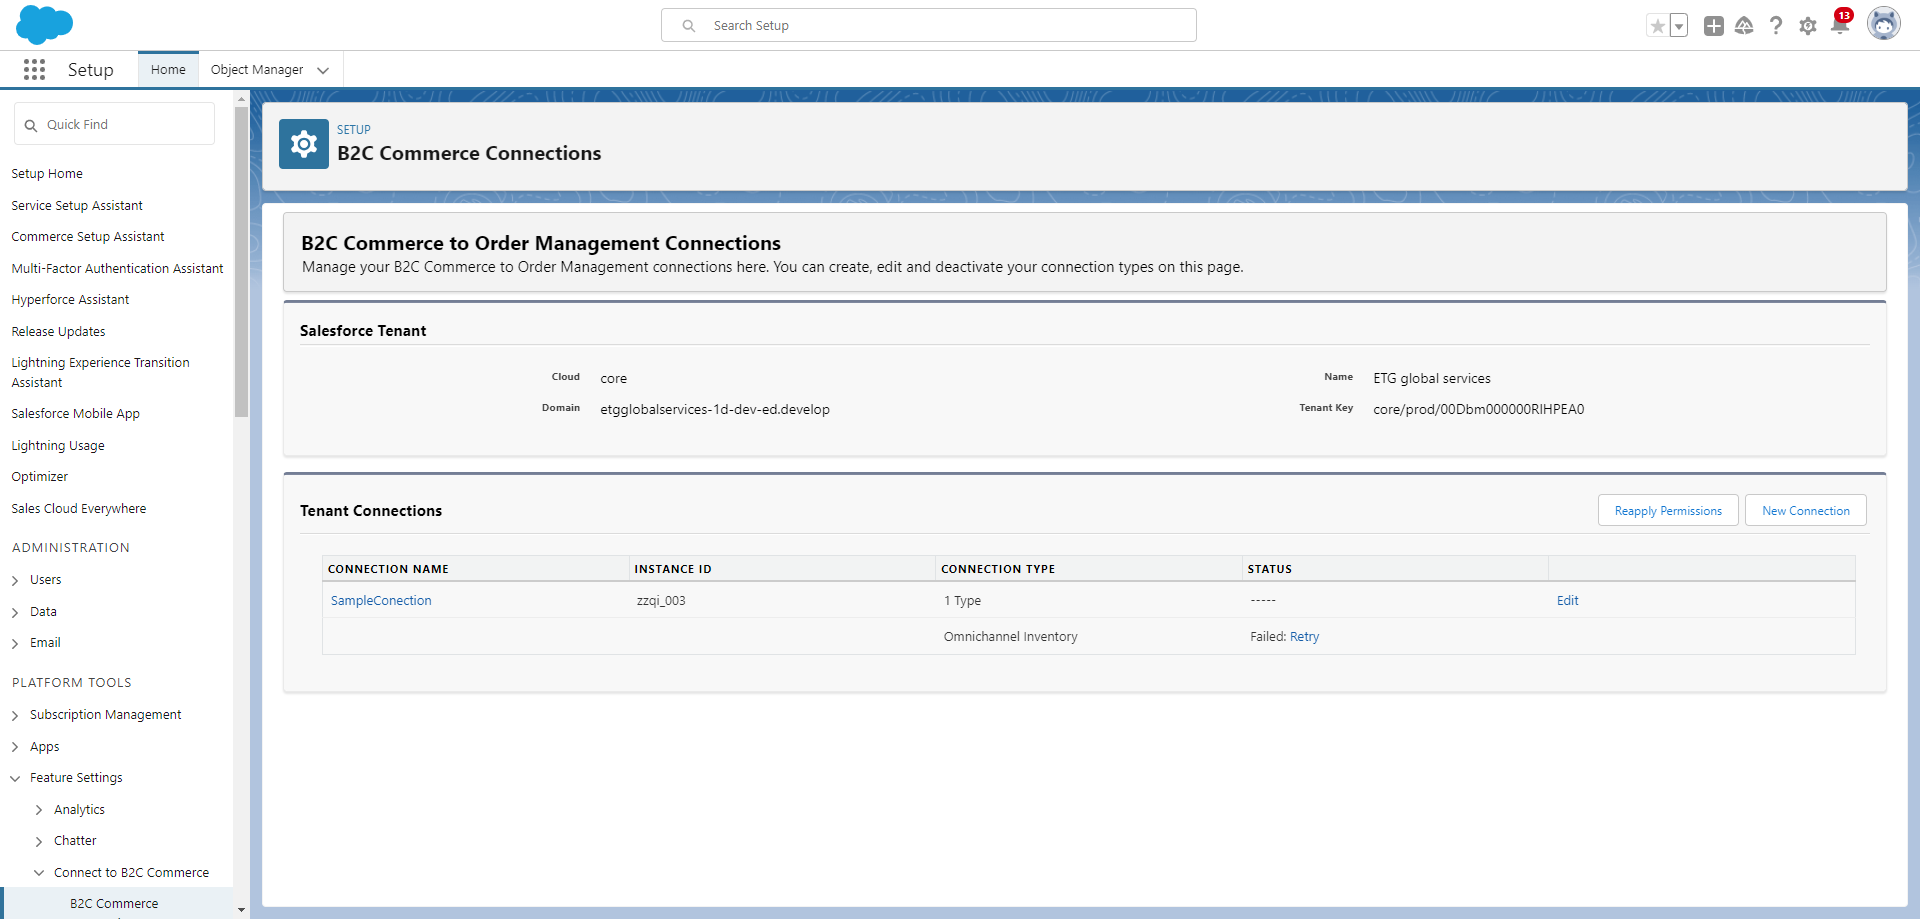 Search Setup
13
Setup
Home
Object Manager
Quick Find
Setup Home
Service Setup Assistant
Commerce Setup Assistant
Multi-Factor Authentication Assistant
Hyperforce Assistant
Release Updates
Lightning Experience Transition
Assistant
Salesforce Mobile App
Lightning Usage
Optimizer
Sales Cloud Everywhere
ADMINISTRATION
Users
Data
Email
PLATFORM TOOLS
Subscription Management
Apps
Feature Settings
Analytics
Chatter
Connect to B2C Commerce
B2C Commerce
SETUP
B2C Commerce Connections
B2C Commerce to Order Management Connections
Manage your B2C Commerce to Order Management connections here. You can create, edit and deactivate your connection types on this page.
Salesforce Tenant
Cloud core Name ETG global services
Domain etgglobalservices-1d-dev-ed.develop Tenant Key core/prod/00Dbm000000RIHPEA0
Tenant Connections Reapply Permissions New Connection
CONNECTION NAME INSTANCE ID CONNECTION TYPE STATUS
SampleConection zzqi_003 1 Type ----- Edit
Omnichannel Inventory Failed: Retry